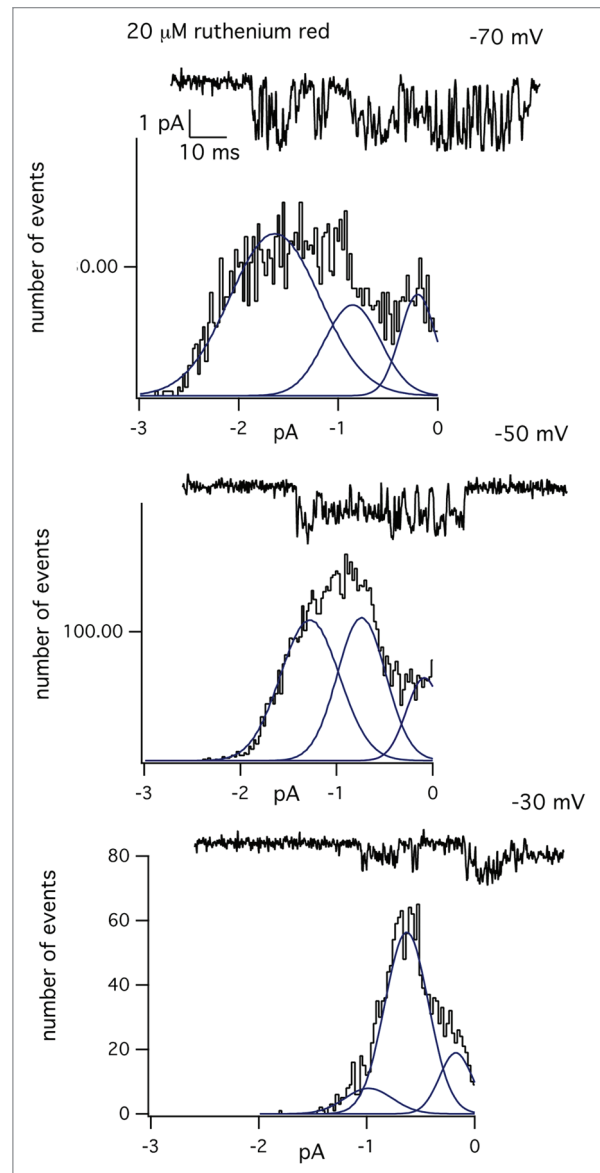 20 µM ruthenium red
-70 mV
1 pA
10 ms
number of events
-3 -2 -1 0
pA
-50 mV
number of events
100.00
-3 -2 -1 0
pA
-30 mV
number of events
80
60
40
20
0
-3 -2 -1 0
pA